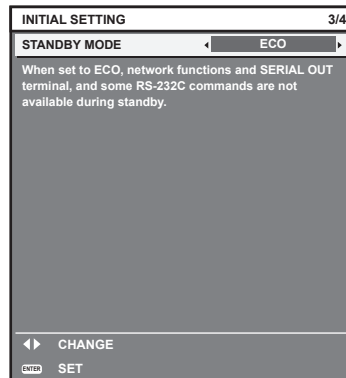 INITIAL SETTING 3/4
STANDBY MODE ECO
When set to ECO, network functions and SERIAL OUT
terminal, and some RS-232C commands are not
available during standby.
CHANGE
ENTER SET